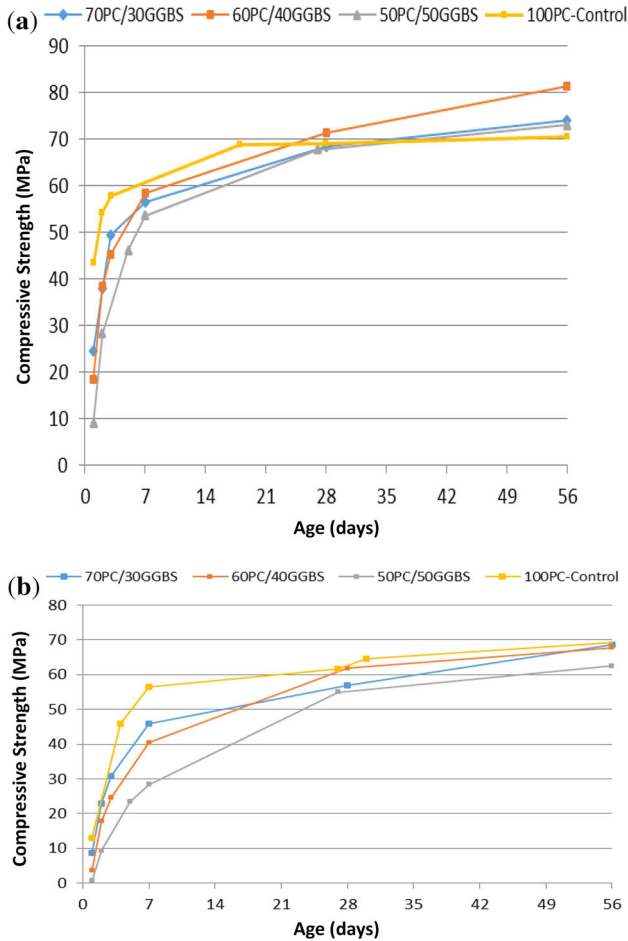 (a)
70PC/30GGBS 60PC/40GGBS 50PC/50GGBS 100PC-Control
Compressive Strength (MPa)
90
80
70
60
50
40
30
20
10
0
0 7 14 21 28 35 42 49 56
Age (days)
(b)
70PC/30GGBS 60PC/40GGBS 50PC/50GGBS 100PC-Control
Compressive Strength (MPa)
80
70
60
50
40
30
20
10
0
0 7 14 21 28 35 42 49 56
Age (days)